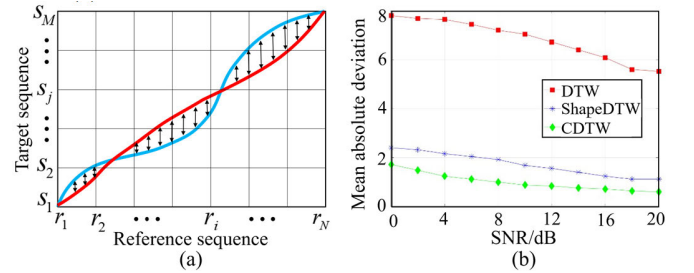 s_M
⋮
s_j
⋮
s_2
s_1
Target sequence
r_1 r_2 ••• r_i ••• r_N
Reference sequence
(a)
8
6
4
2
0
Mean absolute deviation
DTW
ShapeDTW
CDTW
0 4 8 12 16 20
SNR/dB
(b)